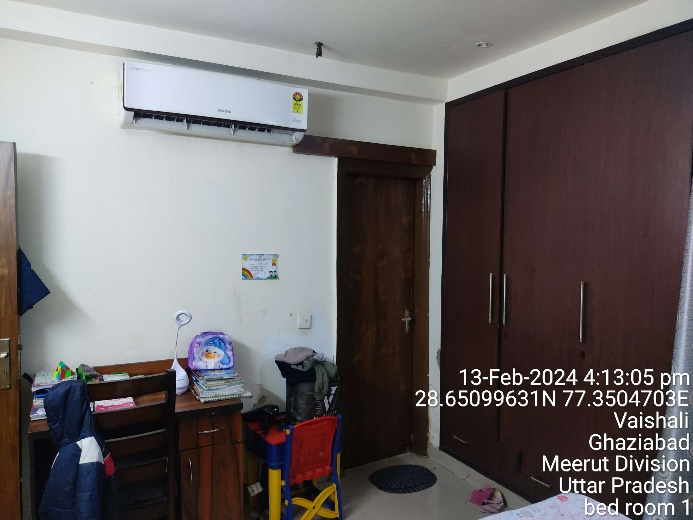 13-Feb-2024 4:13:05 pm
28.65099631N 77.3504703E
Vaishali
Ghaziabad
Meerut Division
Uttar Pradesh
bed room 1